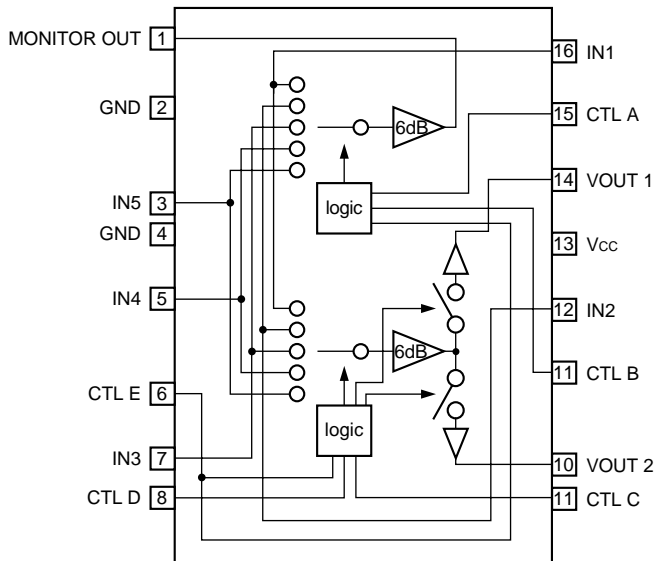 MONITOR OUT 1
16 IN1
GND 2
6dB
15 CTL A
14 VOUT 1
IN5 3
logic
GND 4
13 Vcc
IN4 5
12 IN2
6dB
11 CTL B
CTL E 6
logic
IN3 7
10 VOUT 2
CTL D 8
11 CTL C